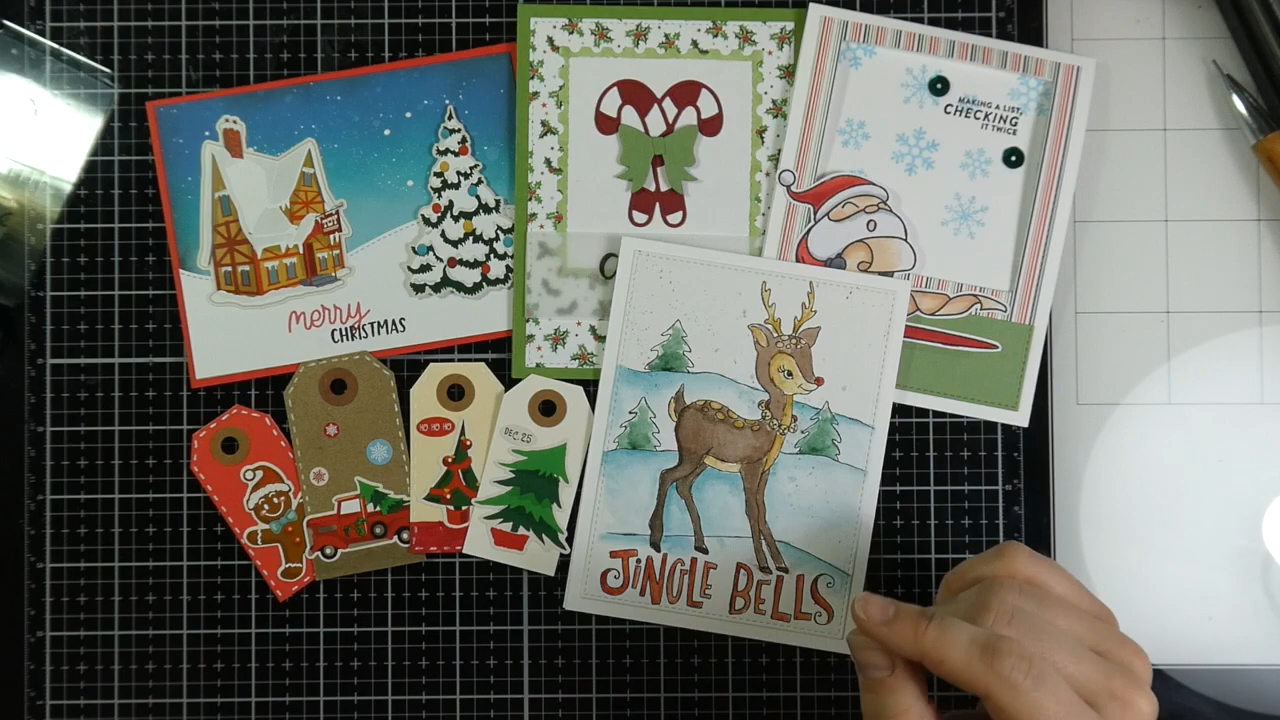 merry
CHRISTMAS
MAKING A LIST,
CHECKING
IT TWICE
HO HO HO
DEC. 25
JiNGLE BELLS